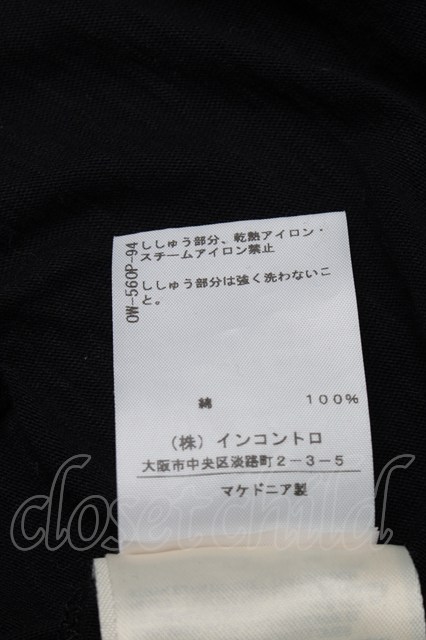 OW-560P-94
ししゅう部分、乾熱アイロン・
スチームアイロン禁止
ししゅう部分は強く洗わないこ
と。
綿 100%
(株)インコントロ
大阪市中央区淡路町2-3-5
マケドニア製
closet child